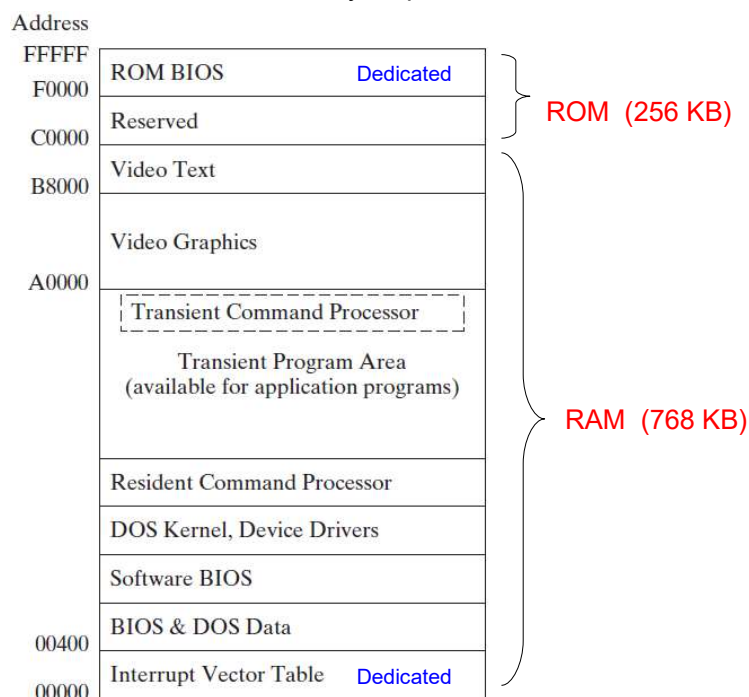 Address
FFFFF
ROM BIOS Dedicated
F0000
ROM (256 KB)
Reserved
C0000
Video Text
B8000
Video Graphics
A0000
Transient Command Processor
Transient Program Area
(available for application programs)
RAM (768 KB)
Resident Command Processor
DOS Kernel, Device Drivers
Software BIOS
BIOS & DOS Data
00400
Interrupt Vector Table Dedicated
00000